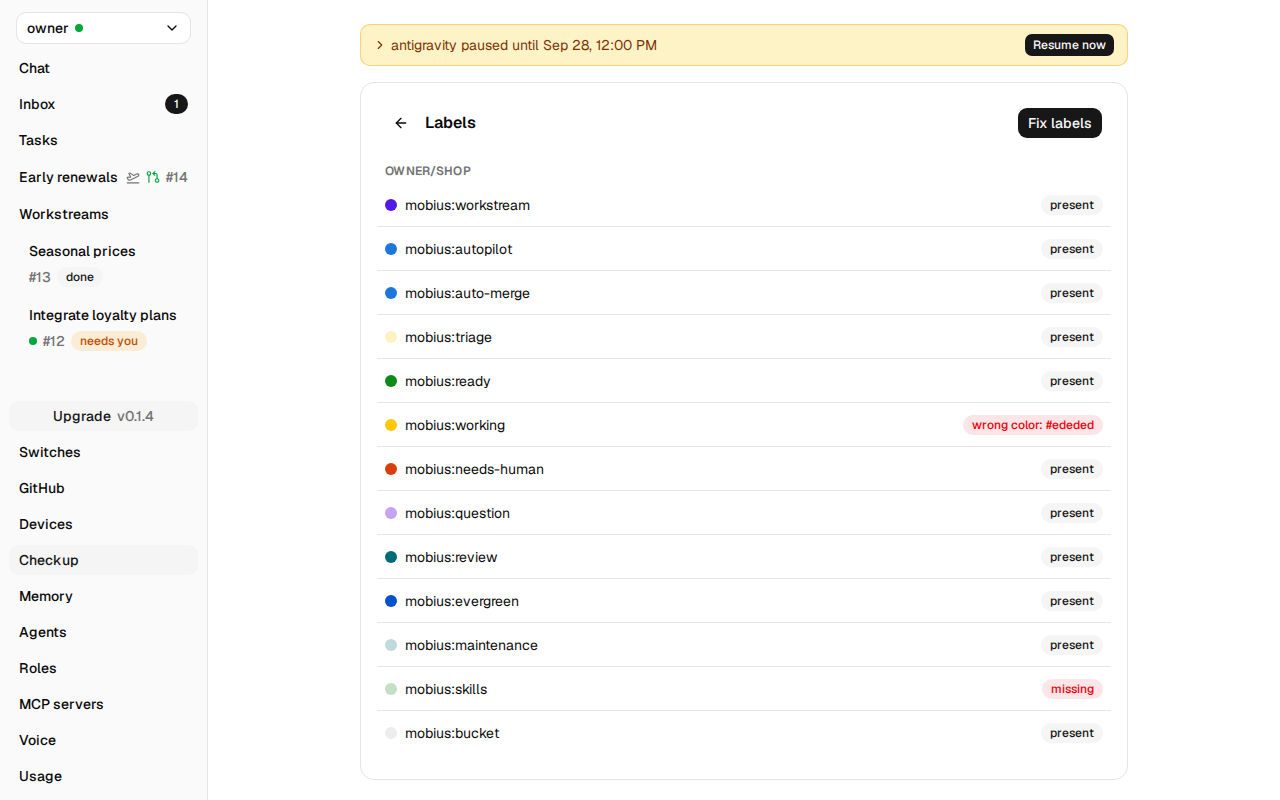 owner
Chat
Inbox 1
Tasks
Early renewals #14
Workstreams
Seasonal prices
#13 done
Integrate loyalty plans
#12 needs you
Upgrade v0.1.4
Switches
GitHub
Devices
Checkup
Memory
Agents
Roles
MCP servers
Voice
Usage
antigravity paused until Sep 28, 12:00 PM Resume now
Labels Fix labels
OWNER/SHOP
mobius:workstream present
mobius:autopilot present
mobius:auto-merge present
mobius:triage present
mobius:ready present
mobius:working wrong color: #ededed
mobius:needs-human present
mobius:question present
mobius:review present
mobius:evergreen present
mobius:maintenance present
mobius:skills missing
mobius:bucket present